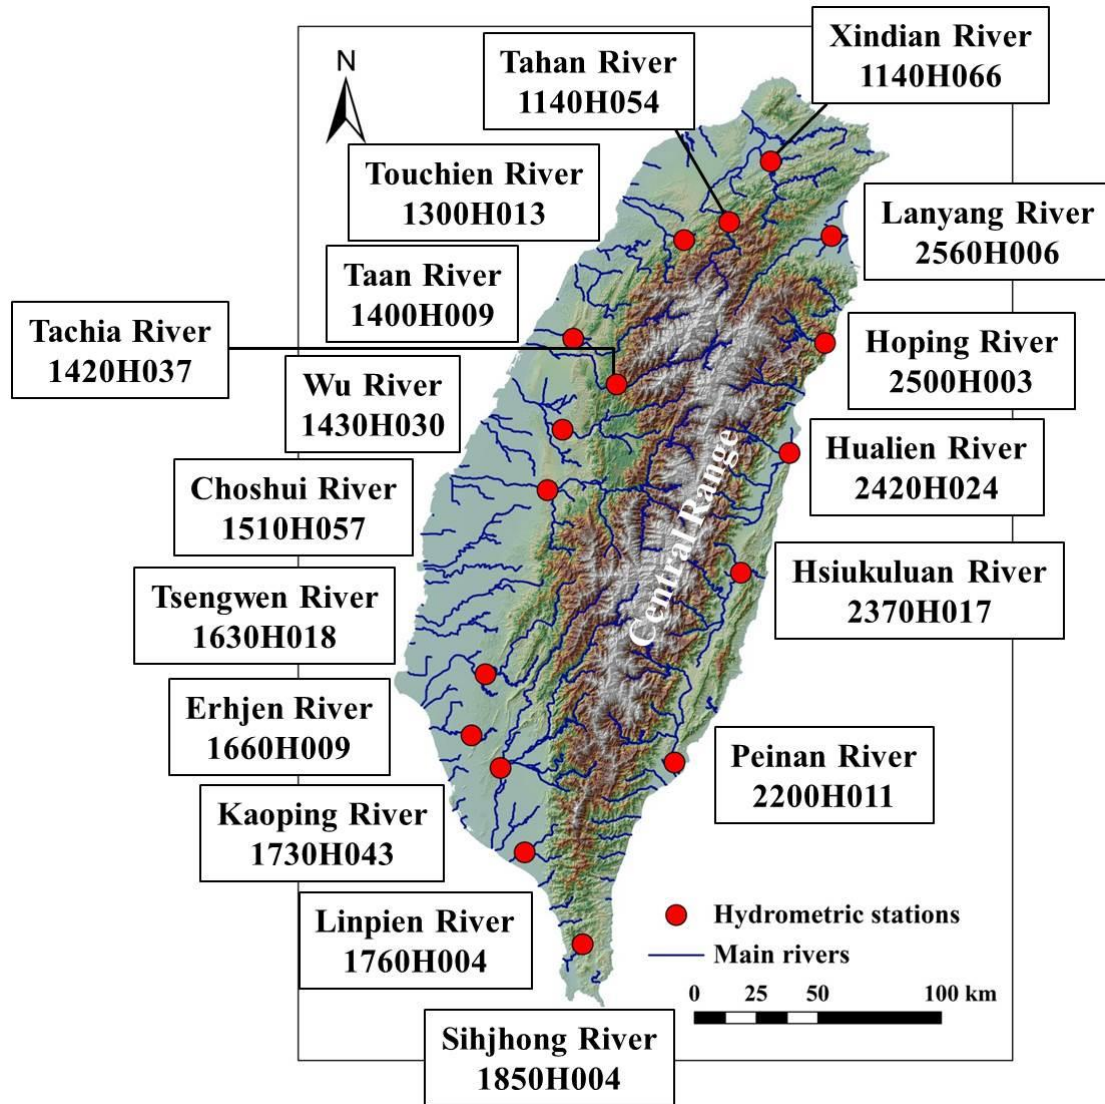 Xindian River
1140H066
Tahan River
1140H054
N
Touchien River
1300H013
Lanyang River
2560H006
Taan River
1400H009
Tachia River
1420H037
Hoping River
2500H003
Wu River
1430H030
Hualien River
2420H024
Central Range
Choshui River
1510H057
Hsiukuluan River
2370H017
Tsengwen River
1630H018
Erhjen River
1660H009
Peinan River
2200H011
Kaoping River
1730H043
Linpien River
1760H004
Hydrometric stations
Main rivers
0 25 50 100 km
Sihjhong River
1850H004